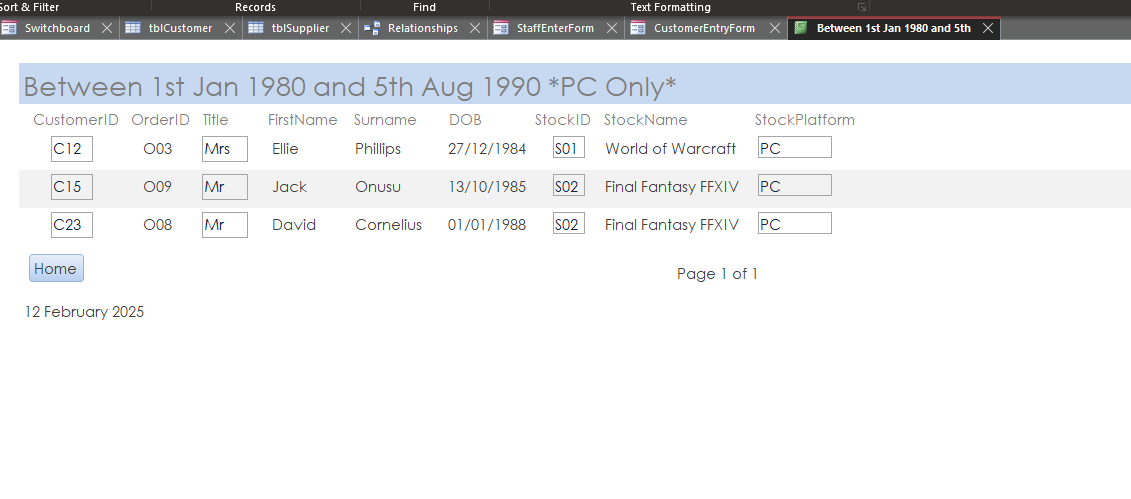 Sort & Filter Records Find Text Formatting
Switchboard tblCustomer tblSupplier Relationships StaffEnterForm CustomerEntryForm Between 1st Jan 1980 and 5th
Between 1st Jan 1980 and 5th Aug 1990 *PC Only*
CustomerID OrderID Title FirstName Surname DOB StockID StockName StockPlatform
C12 O03 Mrs Ellie Phillips 27/12/1984 S01 World of Warcraft PC
C15 O09 Mr Jack Onusu 13/10/1985 S02 Final Fantasy FFXIV PC
C23 O08 Mr David Cornelius 01/01/1988 S02 Final Fantasy FFXIV PC
Home
Page 1 of 1
12 February 2025